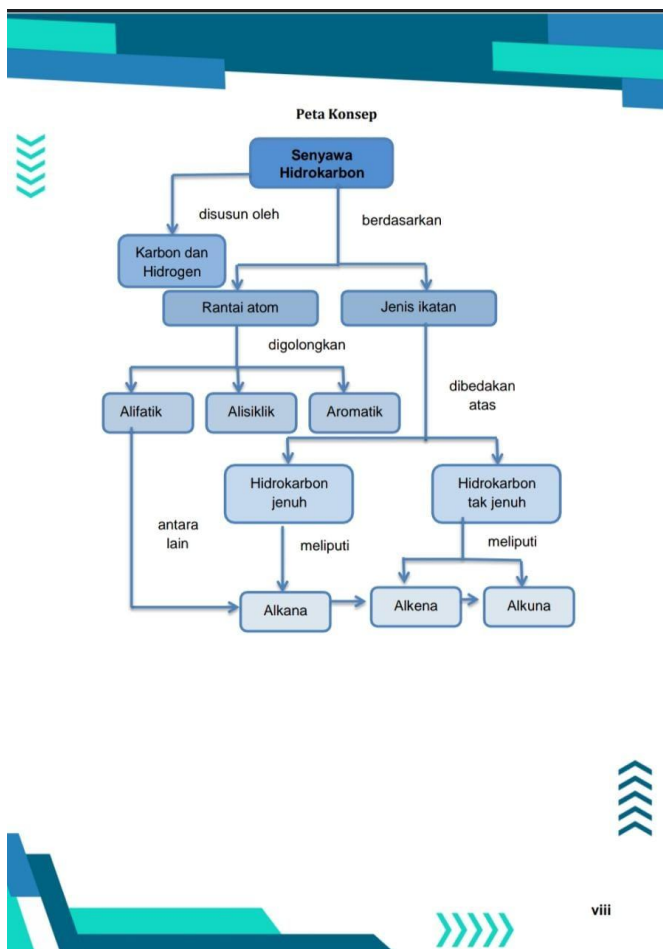 Peta Konsep
Senyawa
Hidrokarbon
disusun oleh
berdasarkan
Karbon dan
Hidrogen
Rantai atom
Jenis ikatan
digolongkan
dibedakan
atas
Alifatik
Alisiklik
Aromatik
Hidrokarbon
jenuh
Hidrokarbon
tak jenuh
antara
lain
meliputi
meliputi
Alkana
Alkena
Alkuna
viii